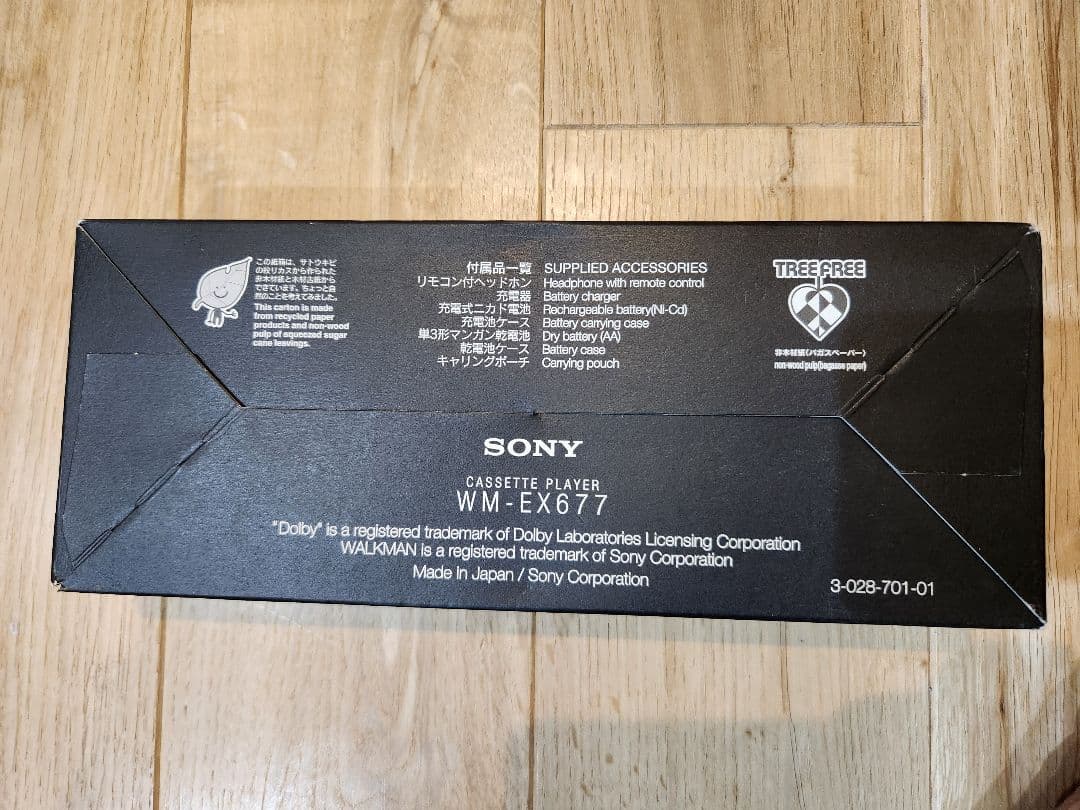 この紙箱は、サトウキビ
の絞リカスから作られた
非木材紙と木材古紙から
できています。ちょっと自
然のことを考えてみました。
This carton is made
from recycled paper
products and non-wood
pulp of squeezed sugar
cane leavings.
付属品一覧 SUPPLIED ACCESSORIES
リモコン付ヘッドホン Headphone with remote control
充電器 Battery charger
充電式ニカド電池 Rechargeable battery(Ni-Cd)
充電池ケース Battery carrying case
単3形マンガン乾電池 Dry battery (AA)
乾電池ケース Battery case
キャリングポーチ Carrying pouch
TREE FREE
非木材紙(バガスペーパー)
non-wood pulp(bagasse paper)
SONY
CASSETTE PLAYER
WM-EX677
"Dolby" is a registered trademark of Dolby Laboratories Licensing Corporation
WALKMAN is a registered trademark of Sony Corporation
Made in Japan / Sony Corporation
3-028-701-01